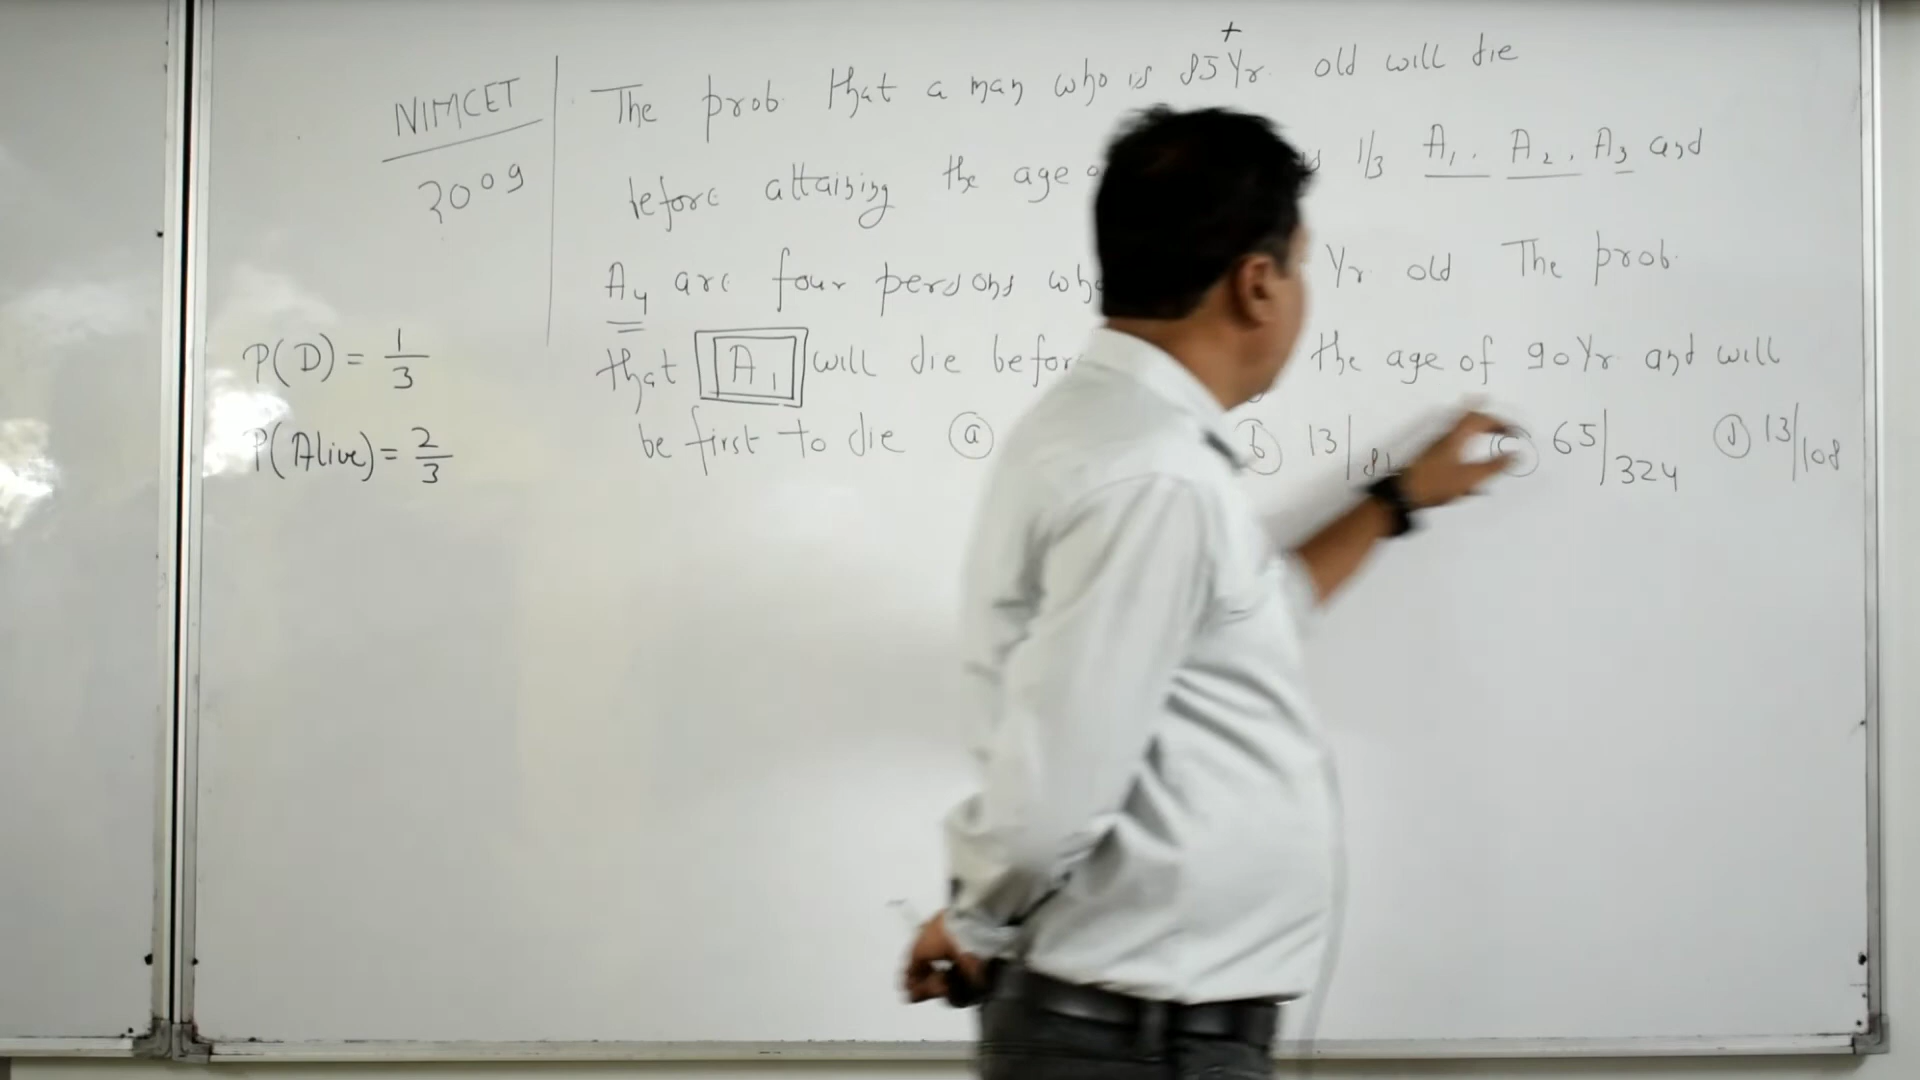 NIMCET
2009
The prob. that a man who is 85 Yr. old will die
before attaining the age 1/3 A1, A2, A3 and
A4 are four persons Yr. old The prob.
that A1 will die the age of 90Yr and will
be first to die (a) (b) 13/81 (c) 65/324 (d) 13/108
P(D) = 1/3
P(Alive) = 2/3